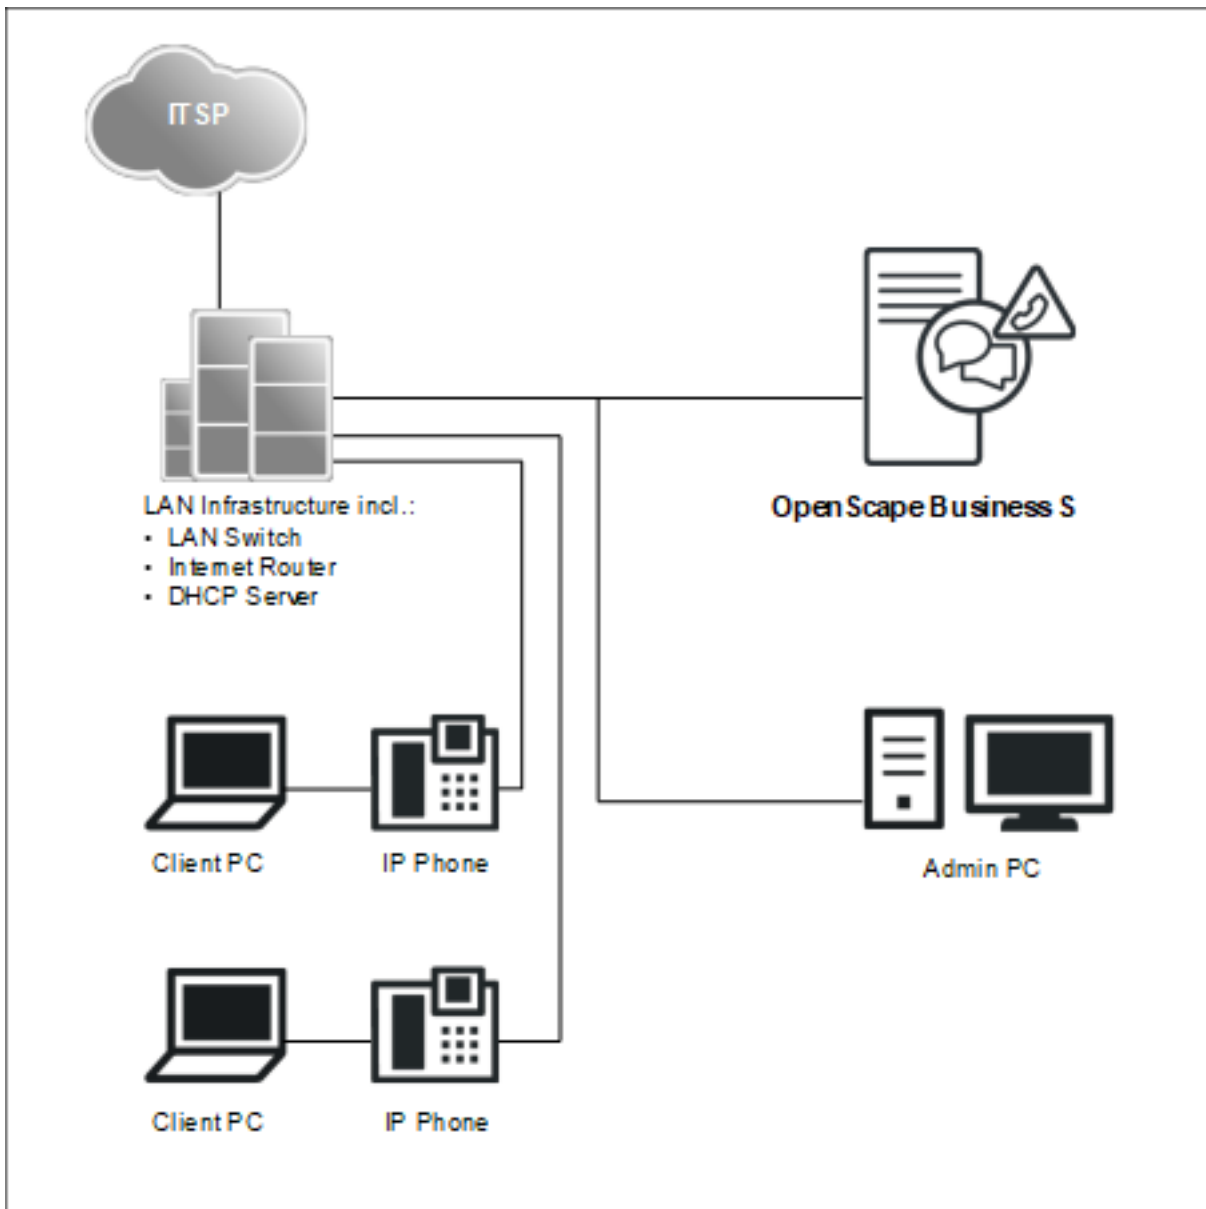 ITSP
LAN Infrastructure incl.:
• LAN Switch
• Internet Router
• DHCP Server
OpenScape Business S
Client PC
IP Phone
Admin PC
Client PC
IP Phone